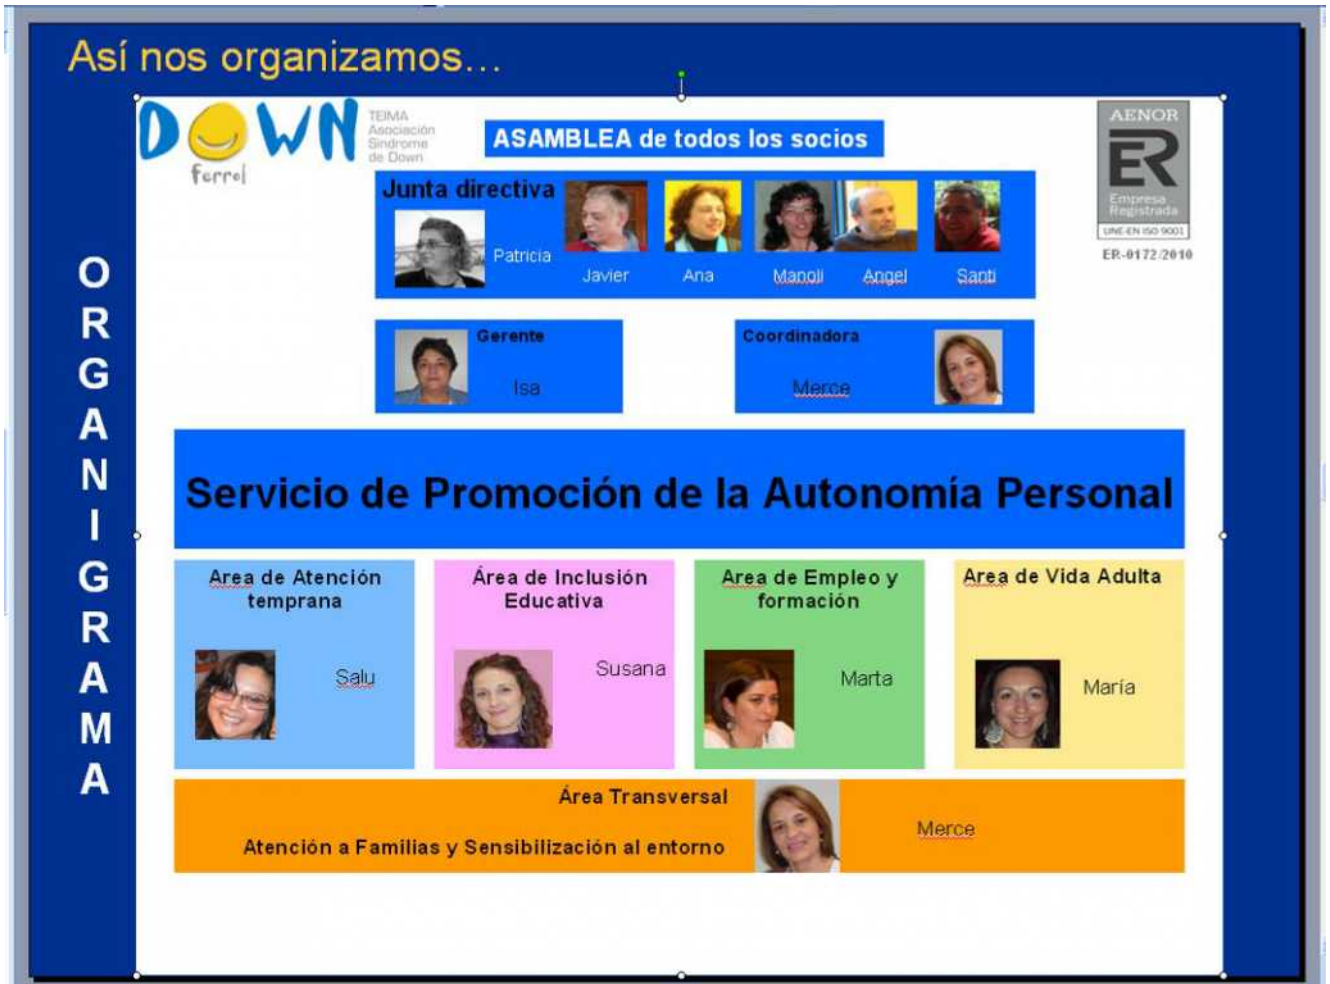 Así nos organizamos...
DOWN
ferrol
TEIMA
Asociación
Sindrome
de Down
ASAMBLEA de todos los socios
AENOR
ER
Empresa
Registrada
UNE-EN ISO 9001
ER-0172/2010
Junta directiva
Patricia
Javier
Ana
Manoli
Angel
Santi
Gerente
Isa
Coordinadora
Merce
ORGANIGRAMA
Servicio de Promoción de la Autonomía Personal
Area de Atención
temprana
Salu
Área de Inclusión
Educativa
Susana
Area de Empleo y
formación
Marta
Area de Vida Adulta
María
Área Transversal
Atención a Familias y Sensibilización al entorno
Merce